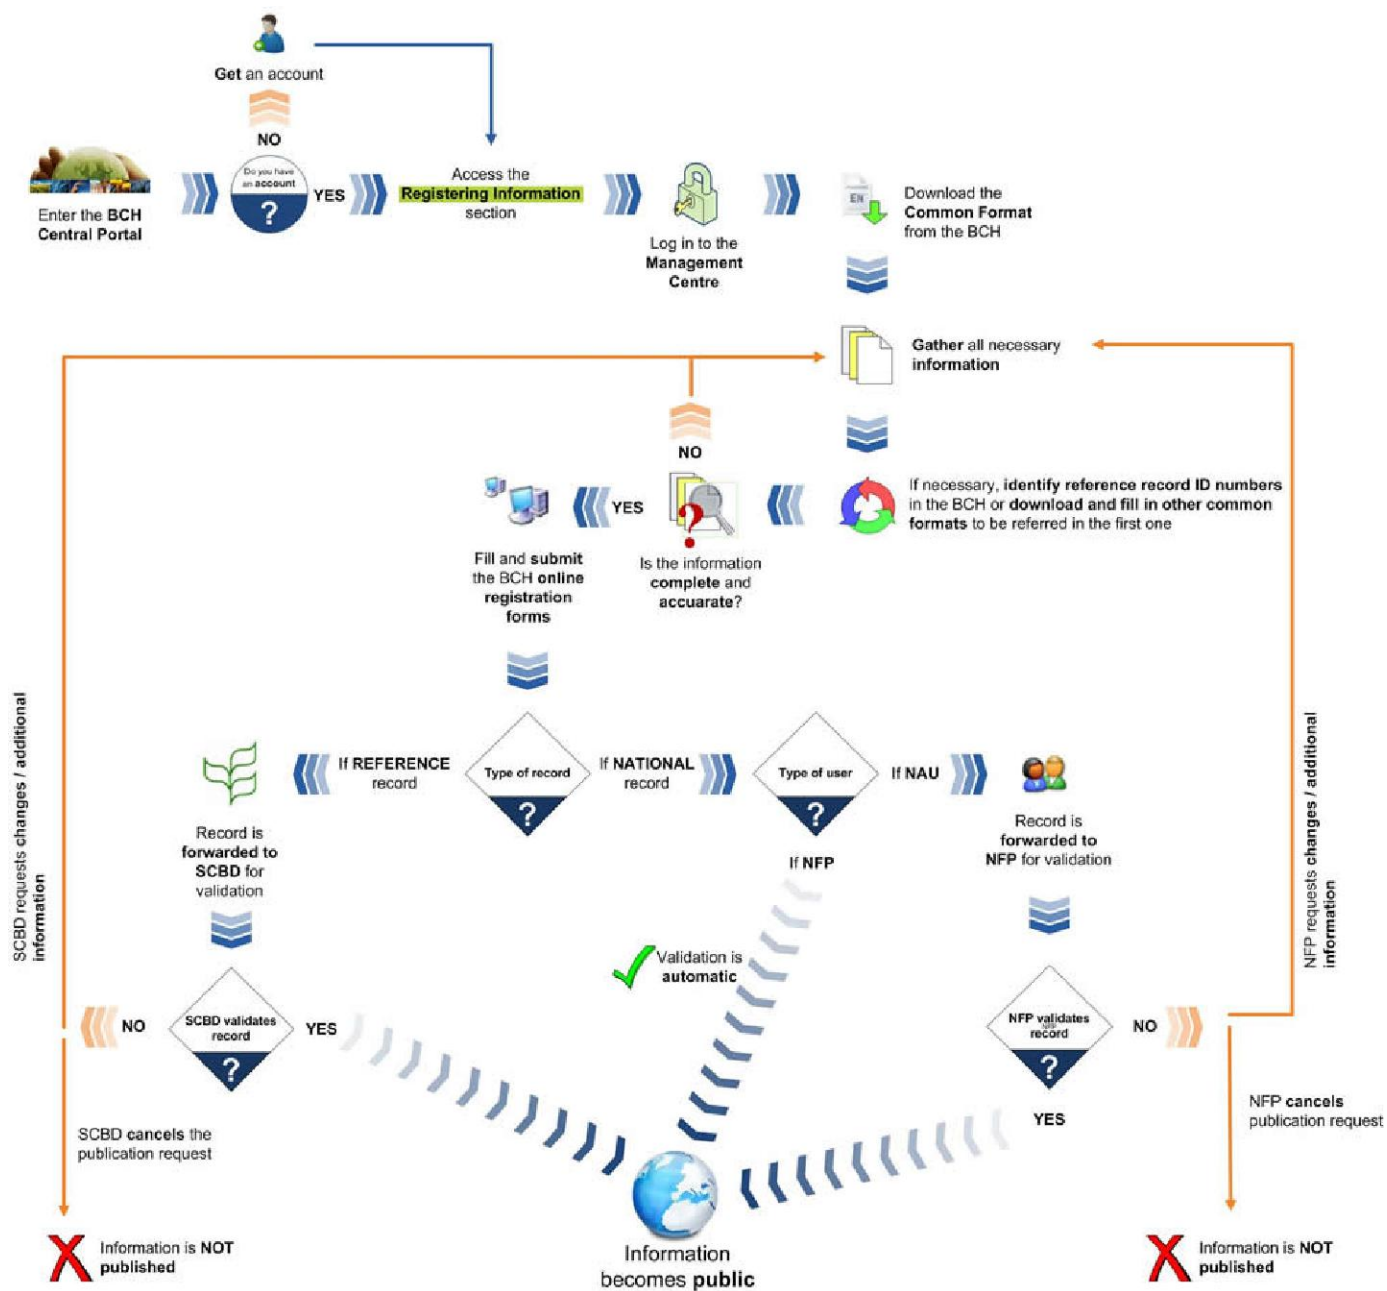 Get an account
NO
Do you have
an account
?
YES
Enter the BCH
Central Portal
Access the
Registering Information
section
Log in to the
Management
Centre
EN
Download the
Common Format
from the BCH
Gather all necessary
information
NO
If necessary, identify reference record ID numbers
in the BCH or download and fill in other common
formats to be referred in the first one
YES
?
Is the information
complete and
accuarate?
Fill and submit
the BCH online
registration
forms
SCBD requests changes / additional
information
NFP requests changes / additional
information
If REFERENCE
record
Type of record
?
If NATIONAL
record
Type of user
?
If NAU
Record is
forwarded to
SCBD for
validation
If NFP
Record is
forwarded to
NFP for validation
Validation is
automatic
NO
SCBD validates
record
?
YES
NFP validates
record
?
NO
YES
SCBD cancels the
publication request
NFP cancels
publication request
Information is NOT
published
Information
becomes public
Information is NOT
published